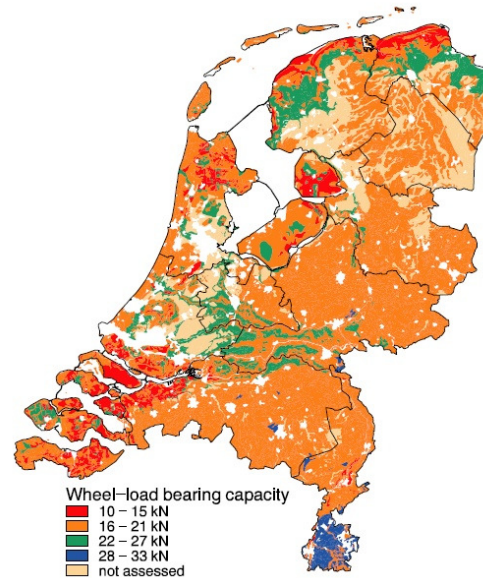 Wheel–load bearing capacity
10 – 15 kN
16 – 21 kN
22 – 27 kN
28 – 33 kN
not assessed